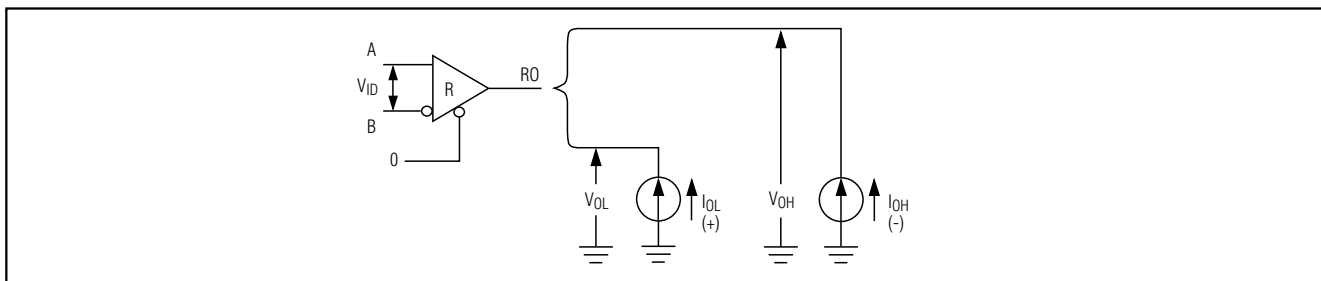 A
RO
R
VID
B
0
VOL
IOL
(+)
VOH
IOH
(-)